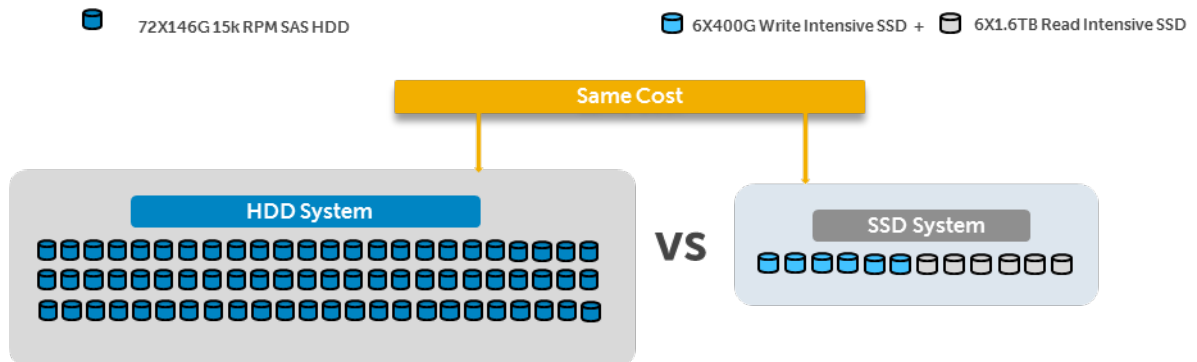 72X146G 15k RPM SAS HDD
6X400G Write Intensive SSD + 6X1.6TB Read Intensive SSD
Same Cost
HDD System
VS
SSD System